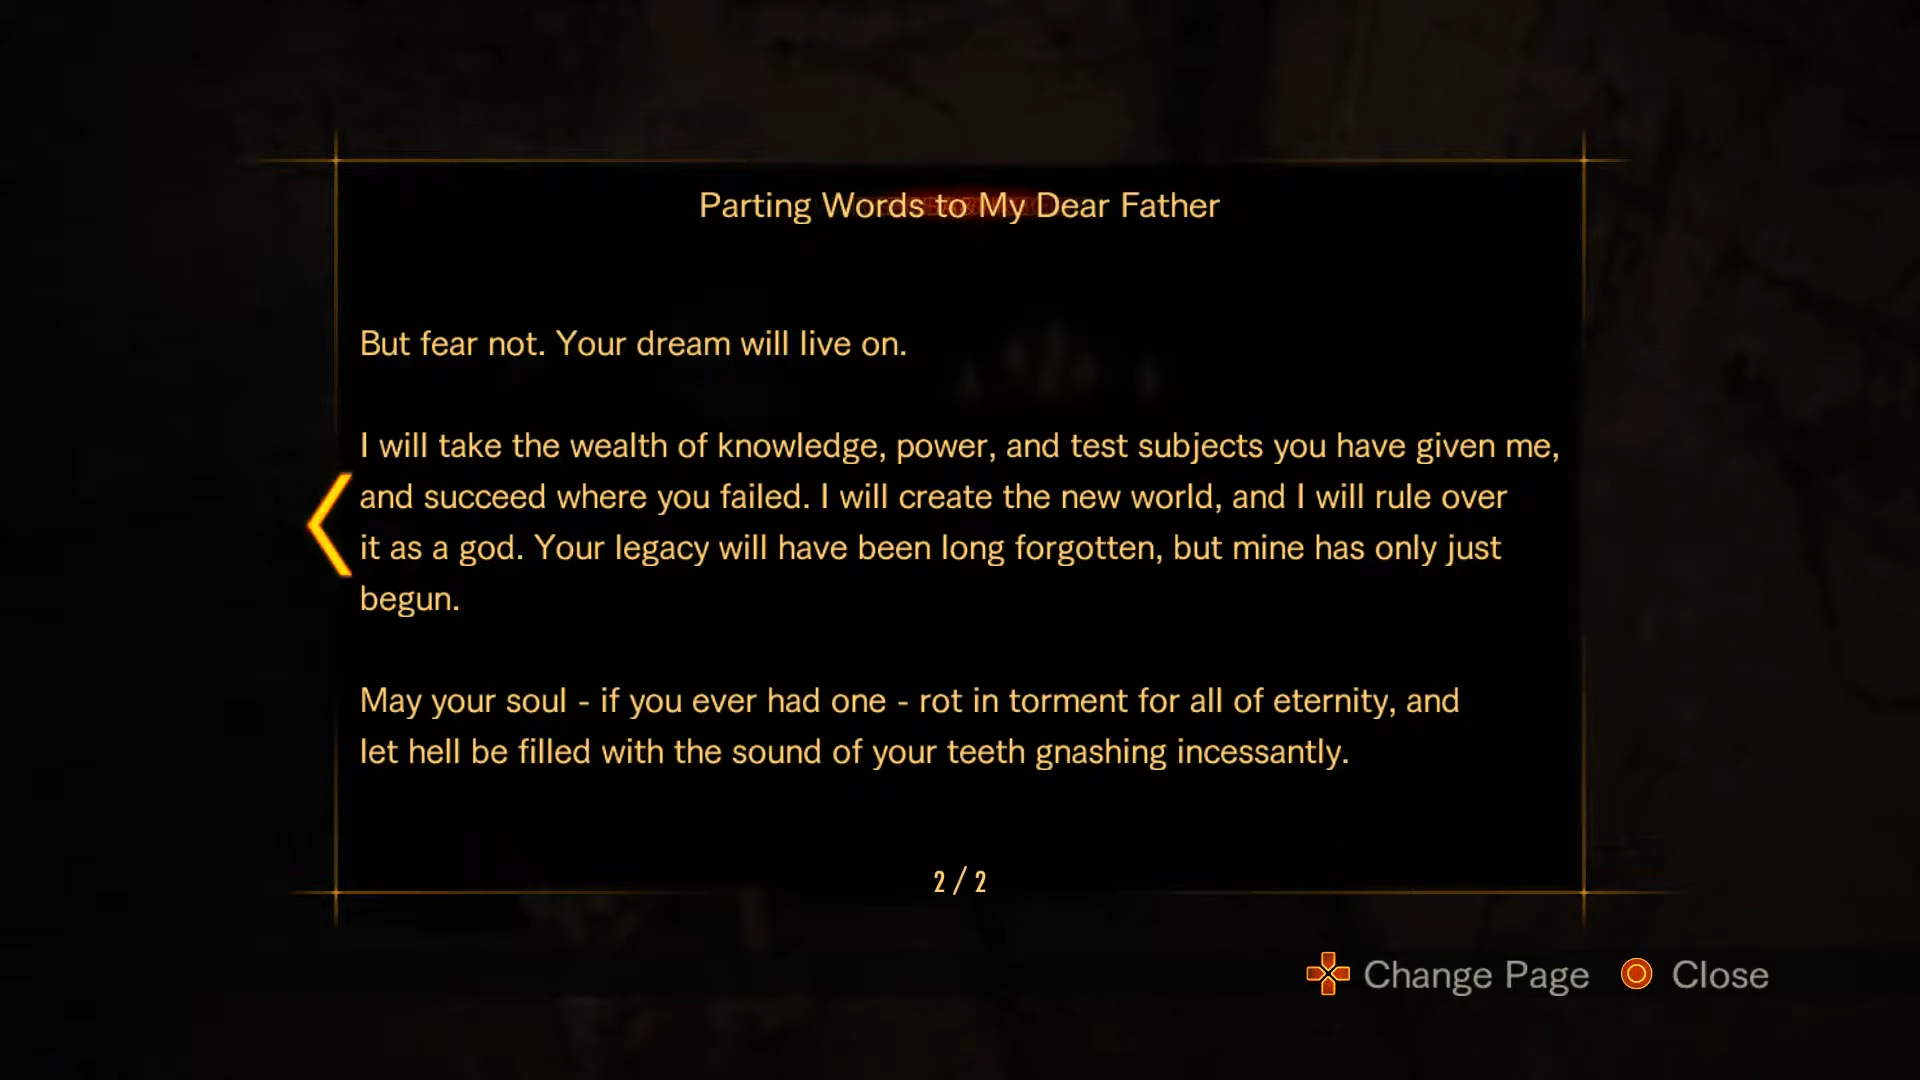 Parting Words to My Dear Father
But fear not. Your dream will live on.
I will take the wealth of knowledge, power, and test subjects you have given me,
and succeed where you failed. I will create the new world, and I will rule over
it as a god. Your legacy will have been long forgotten, but mine has only just
begun.
May your soul - if you ever had one - rot in torment for all of eternity, and
let hell be filled with the sound of your teeth gnashing incessantly.
2 / 2
Change Page Close